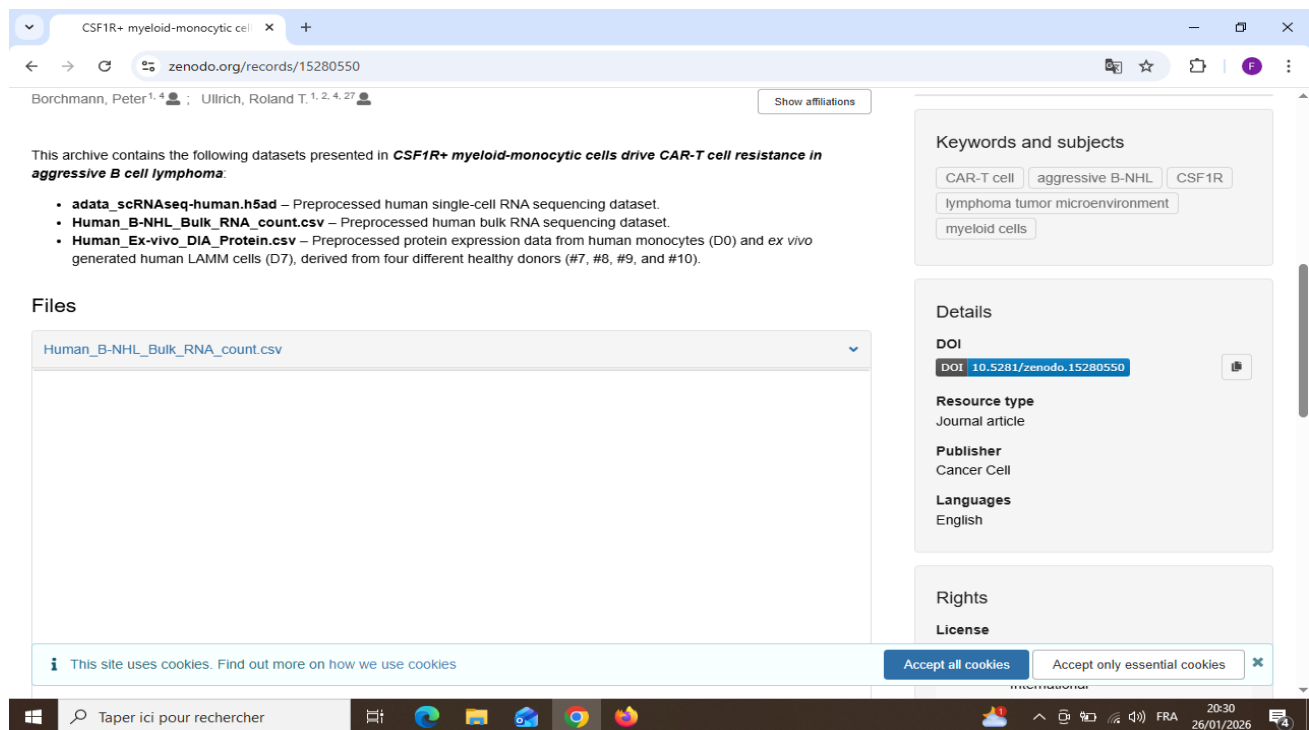 CSF1R+ myeloid-monocytic cell
zenodo.org/records/15280550
F
Borchmann, Peter 1, 4 ; Ullrich, Roland T. 1, 2, 4, 27
Show affiliations
This archive contains the following datasets presented in CSF1R+ myeloid-monocytic cells drive CAR-T cell resistance in
aggressive B cell lymphoma:
• adata_scRNAseq-human.h5ad – Preprocessed human single-cell RNA sequencing dataset.
• Human_B-NHL_Bulk_RNA_count.csv – Preprocessed human bulk RNA sequencing dataset.
• Human_Ex-vivo_DIA_Protein.csv – Preprocessed protein expression data from human monocytes (D0) and ex vivo
generated human LAMM cells (D7), derived from four different healthy donors (#7, #8, #9, and #10).
Files
Human_B-NHL_Bulk_RNA_count.csv
Keywords and subjects
CAR-T cell
aggressive B-NHL
CSF1R
lymphoma tumor microenvironment
myeloid cells
Details
DOI
DOI 10.5281/zenodo.15280550
Resource type
Journal article
Publisher
Cancer Cell
Languages
English
Rights
License
This site uses cookies. Find out more on how we use cookies
Accept all cookies
Accept only essential cookies
International
Taper ici pour rechercher
1
FRA
20:30
26/01/2026
4